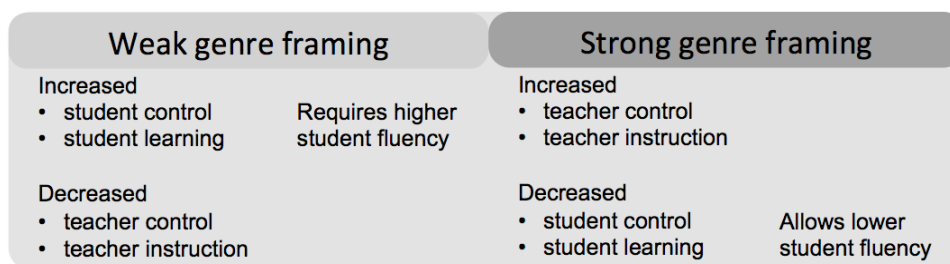 Weak genre framing
Increased
• student control
• student learning
Requires higher
student fluency
Decreased
• teacher control
• teacher instruction
Strong genre framing
Increased
• teacher control
• teacher instruction
Decreased
• student control
• student learning
Allows lower
student fluency